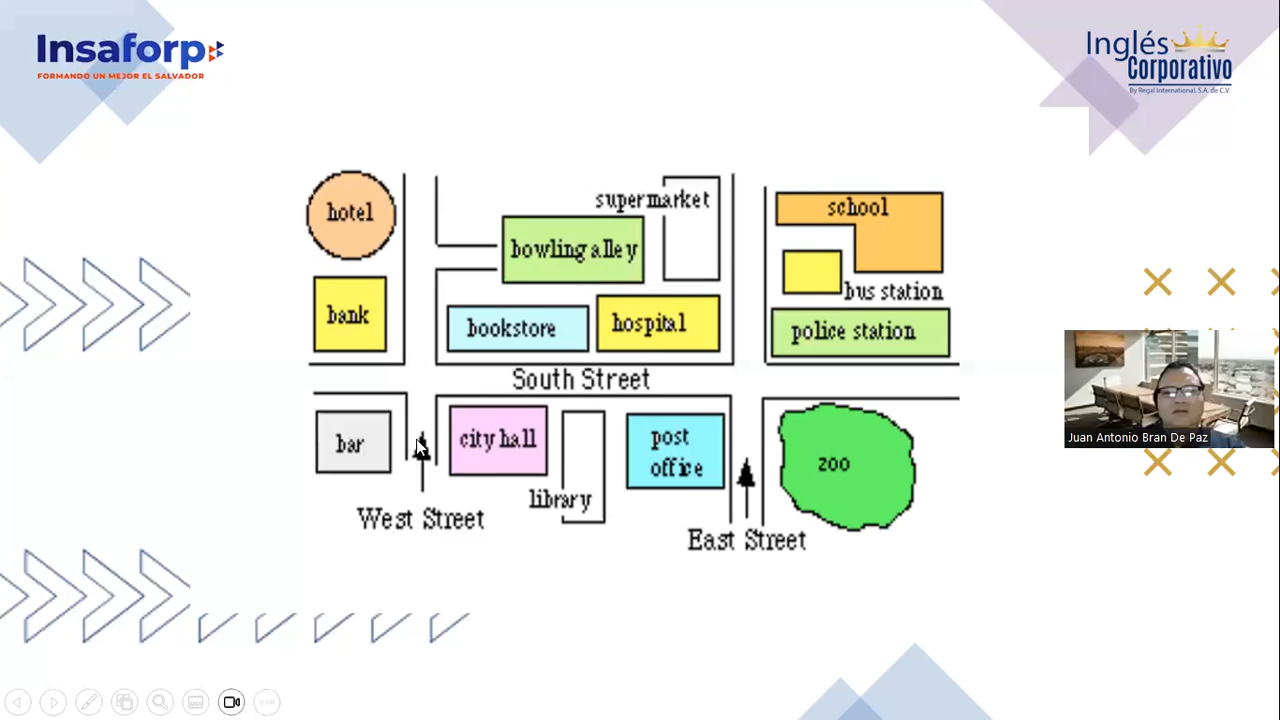 Insaforp
FORMANDO UN MEJOR EL SALVADOR
Inglés
Corporativo
By Regal International, S.A. de C.V.
hotel
supermarket
school
bowling alley
bus station
bank
bookstore
hospital
police station
South Street
bar
city hall
post
office
zoo
library
West Street
East Street
Juan Antonio Bran De Paz